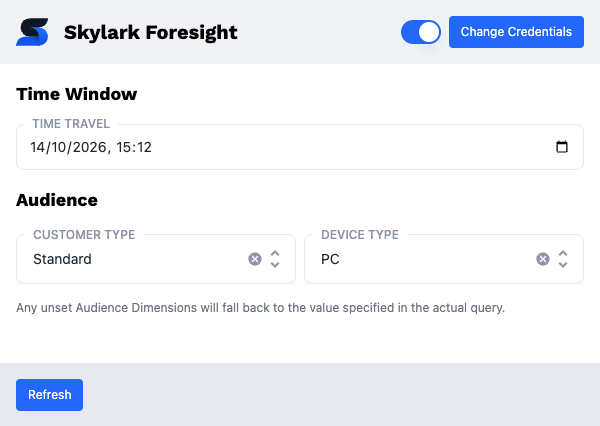 Skylark Foresight
Change Credentials
Time Window
TIME TRAVEL
14/10/2026, 15:12
Audience
CUSTOMER TYPE
Standard
DEVICE TYPE
PC
Any unset Audience Dimensions will fall back to the value specified in the actual query.
Refresh